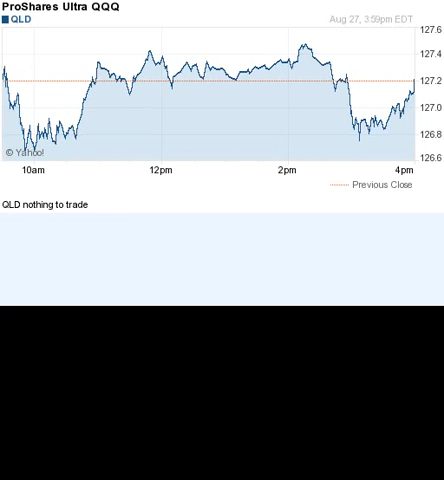 ProShares Ultra QQQ
QLD
Aug 27, 3:59pm EDT
127.6
127.4
127.2
127.0
126.8
126.6
© Yahoo!
10am
12pm
2pm
4pm
Previous Close
QLD nothing to trade